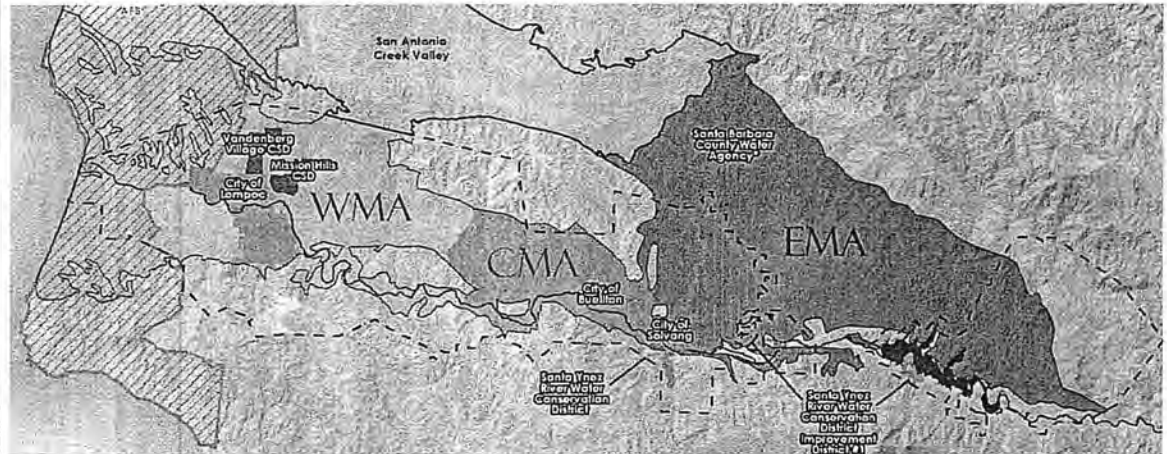 AFB
San Antonio
Creek Valley
Santa Barbara
County Water
Agency
Vandenberg
Village CSD
Mission Hills
CSD
City of
Lompoc
WMA
CMA
EMA
City of
Buellton
City of
Solvang
Santa Ynez
River Water
Conservation
District
Santa Ynez
River Water
Conservation
District
Improvement
District #1